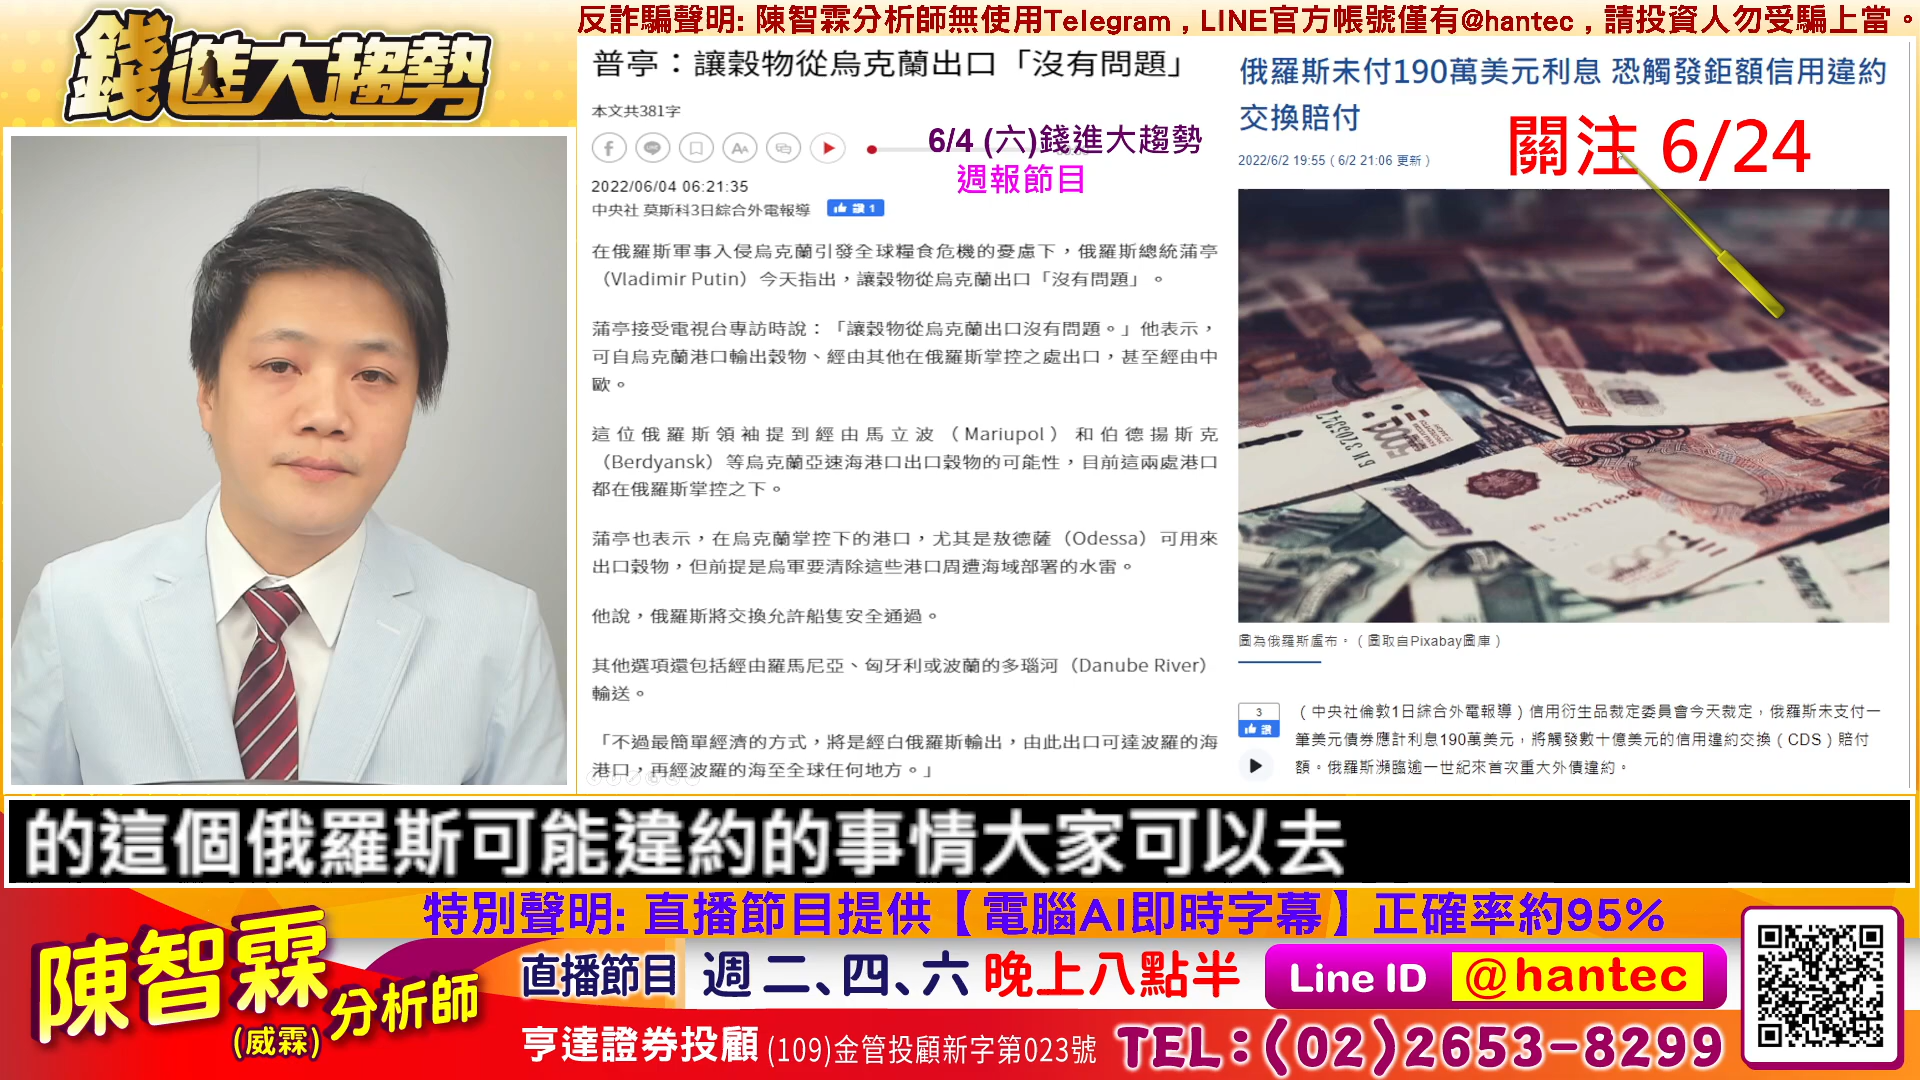 反詐騙聲明: 陳智霖分析師無使用Telegram , LINE官方帳號僅有@hantec , 請投資人勿受騙上當。
錢進大趨勢
普亭：讓穀物從烏克蘭出口「沒有問題」
本文共381字
6/4 (六)錢進大趨勢
週報節目
2022/06/04 06:21:35
中央社 莫斯科3日綜合外電報導
讚 1
在俄羅斯軍事入侵烏克蘭引發全球糧食危機的憂慮下，俄羅斯總統蒲亭
（Vladimir Putin）今天指出，讓穀物從烏克蘭出口「沒有問題」。
蒲亭接受電視台專訪時說：「讓穀物從烏克蘭出口沒有問題。」他表示，
可自烏克蘭港口輸出穀物、經由其他在俄羅斯掌控之處出口，甚至經由中
歐。
這位俄羅斯領袖提到經由馬立波（Mariupol）和伯德揚斯克
（Berdyansk）等烏克蘭亞速海港口出口穀物的可能性，目前這兩處港口
都在俄羅斯掌控之下。
蒲亭也表示，在烏克蘭掌控下的港口，尤其是敖德薩（Odessa）可用來
出口穀物，但前提是烏軍要清除這些港口周遭海域部署的水雷。
他說，俄羅斯將交換允許船隻安全通過。
其他選項還包括經由羅馬尼亞、匈牙利或波蘭的多瑙河（Danube River）
輸送。
「不過最簡單經濟的方式，將是經白俄羅斯輸出，由此出口可達波羅的海
港口，再經波羅的海至全球任何地方。」
俄羅斯未付190萬美元利息 恐觸發鉅額信用違約
交換賠付
關注 6/24
2022/6/2 19:55（6/2 21:06 更新）
圖為俄羅斯盧布。（圖取自Pixabay圖庫）
3
讚
（中央社倫敦1日綜合外電報導）信用衍生品裁定委員會今天裁定，俄羅斯未支付一
筆美元債券應計利息190萬美元，將觸發數十億美元的信用違約交換（CDS）賠付
額。俄羅斯瀕臨逾一世紀來首次重大外債違約。
的這個俄羅斯可能違約的事情大家可以去
特別聲明: 直播節目提供【電腦AI即時字幕】正確率約95%
陳智霖
(威霖)
分析師
直播節目 週二、四、六 晚上八點半
Line ID @hantec
亨達證券投顧 (109)金管投顧新字第023號
TEL:(02)2653-8299